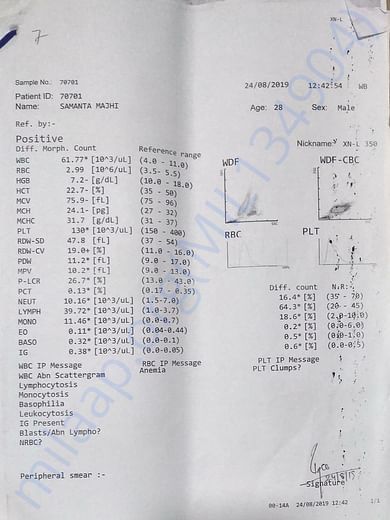 7
XN-L
Sample No.: 70701 24/08/2019 12:42:54 WB
Patient ID: 70701
Name: SAMANTA MAJHI Age: 28 Sex: Male
Ref. by:-
Positive Nickname: XN-L 350
Diff. Morph. Count Reference range
WBC 61.77* [10^3/uL] (4.0 - 11.0)
RBC 2.99 [10^6/uL] (3.5- 5.5)
HGB 7.2- [g/dL] (10.0 - 18.0)
HCT 22.7- [%] (35 - 50)
MCV 75.9- [fL] (75 - 96)
MCH 24.1- [pg] (27 - 32)
MCHC 31.7 [g/dL] (31 - 37)
PLT 130* [10^3/uL] (150 - 400)
RDW-SD 47.8 [fL] (37 - 54)
RDW-CV 19.0+ [%] (11.0 - 16.0)
PDW 11.2* [fL] (9.0 - 17.0)
MPV 10.2* [fL] (9.0 - 13.0)
P-LCR 26.7* [%] (13.0 - 43.0)
PCT 0.13* [%] (0.17 - 0.35)
WDF WDF-CBC
RBC PLT
Diff. count N.R:
NEUT 10.16* [10^3/uL] (1.5-7.0) 16.4* [%] (35 - 70)
LYMPH 39.72* [10^3/uL] (1.0-3.7) 64.3* [%] (20 - 45)
MONO 11.46* [10^3/uL] (0.0-0.7) 18.6* [%] (2.0-10.0)
EO 0.11* [10^3/uL] (0.04-0.44) 0.2* [%] (0.0-6.0)
BASO 0.32* [10^3/uL] (0.0-0.1) 0.5* [%] (0.0-1.0)
IG 0.38* [10^3/uL] (0.0-0.05) 0.6* [%] (0.0-0.5)
WBC IP Message RBC IP Message PLT IP Message
WBC Abn Scattergram Anemia PLT Clumps?
Lymphocytosis
Monocytosis
Basophilia
Leukocytosis
IG Present
Blasts/Abn Lympho?
NRBC?
Peripheral smear :-
Signature
00-14A 24/08/2019 12:42 1/1